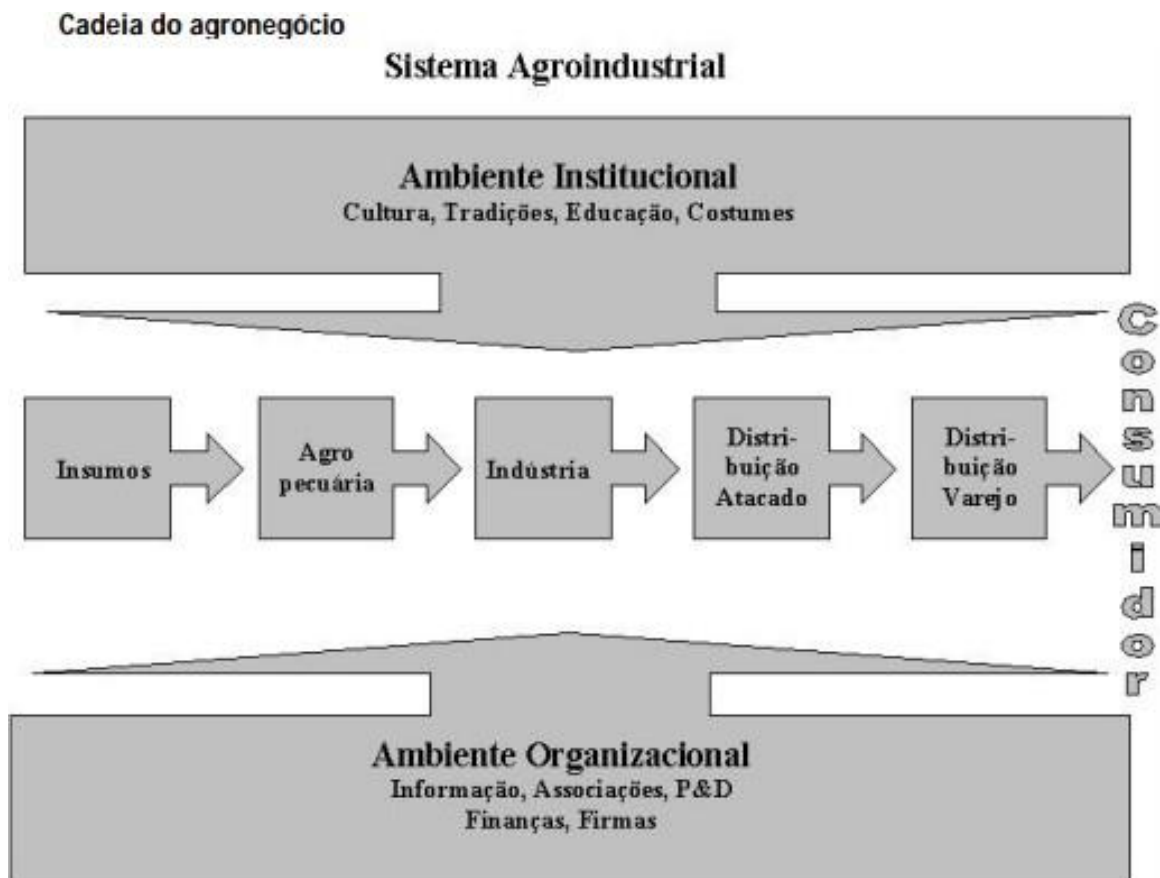 Cadeia do agronegócio
Sistema Agroindustrial
Ambiente Institucional
Cultura, Tradições, Educação, Costumes
Insumos
Agro
pecuária
Indústria
Distri-
buição
Atacado
Distri-
buição
Varejo
Consumidor
Ambiente Organizacional
Informação, Associações, P&D
Finanças, Firmas